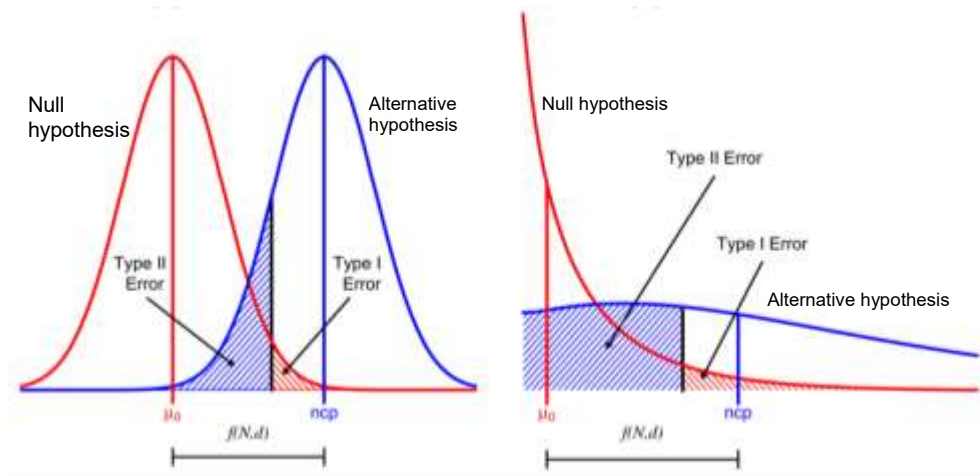 Null
hypothesis
Alternative
hypothesis
Type II
Error
Type I
Error
μ₀
ncp
f(N,d)
Null hypothesis
Type II Error
Type I Error
Alternative hypothesis
μ₀
ncp
f(N,d)